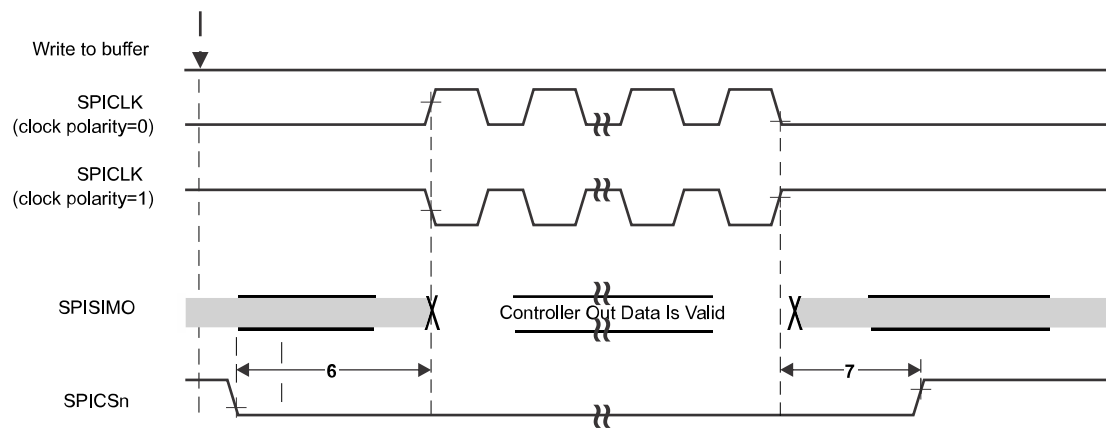 Write to buffer
SPICLK
(clock polarity=0)
SPICLK
(clock polarity=1)
SPISIMO
Controller Out Data Is Valid
6
7
SPICSn